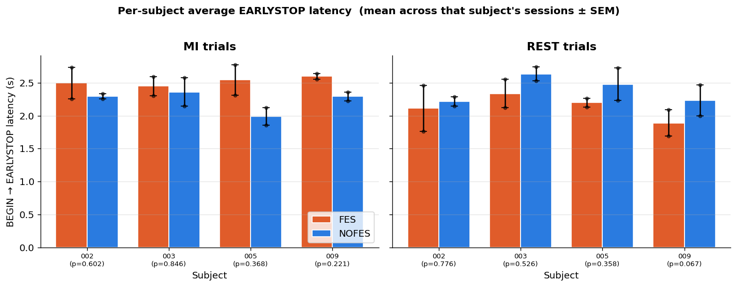 Per-subject average EARLYSTOP latency (mean across that subject's sessions ± SEM)
MI trials
REST trials
BEGIN → EARLYSTOP latency (s)
2.5
2.0
1.5
1.0
0.5
0.0
FES
NOFES
002
(p=0.602)
003
(p=0.846)
005
(p=0.368)
009
(p=0.221)
Subject
002
(p=0.776)
003
(p=0.526)
005
(p=0.358)
009
(p=0.067)
Subject